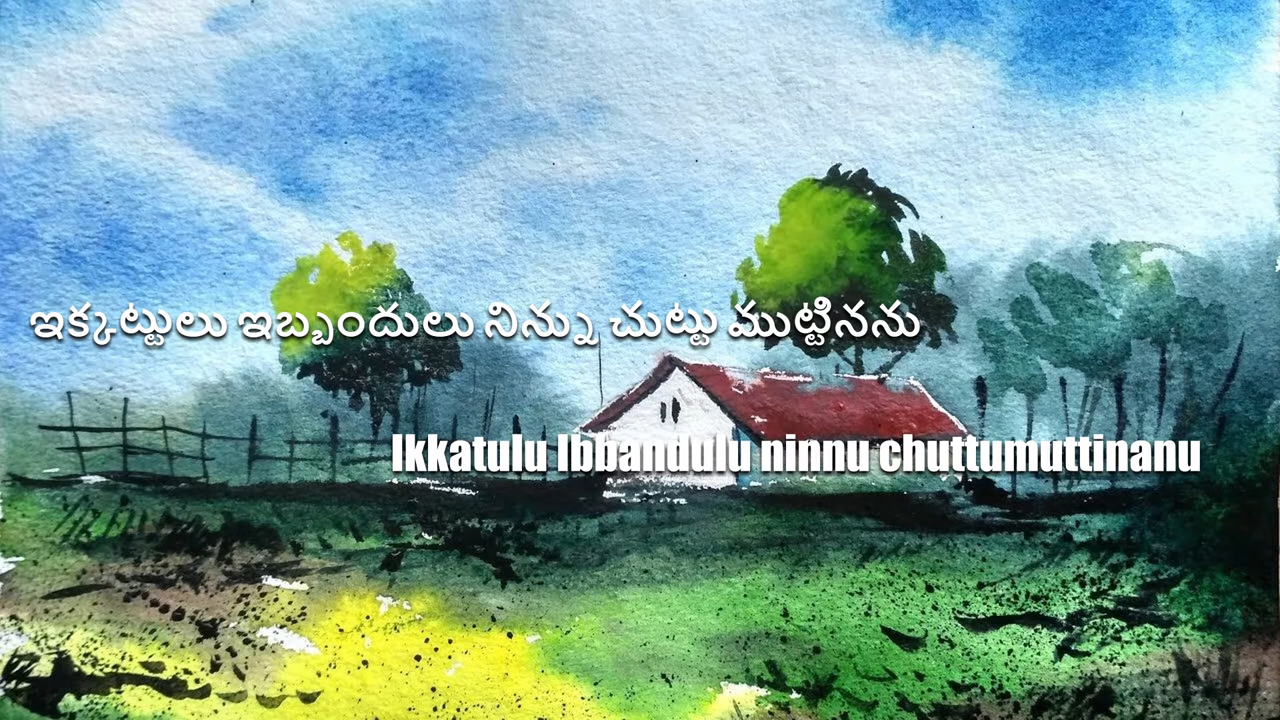 ఇక్కట్టులు ఇబ్బందులు నిన్ను చుట్టు ముట్టినను
Ikkatulu Ibbandulu ninnu chuttumuttinanu